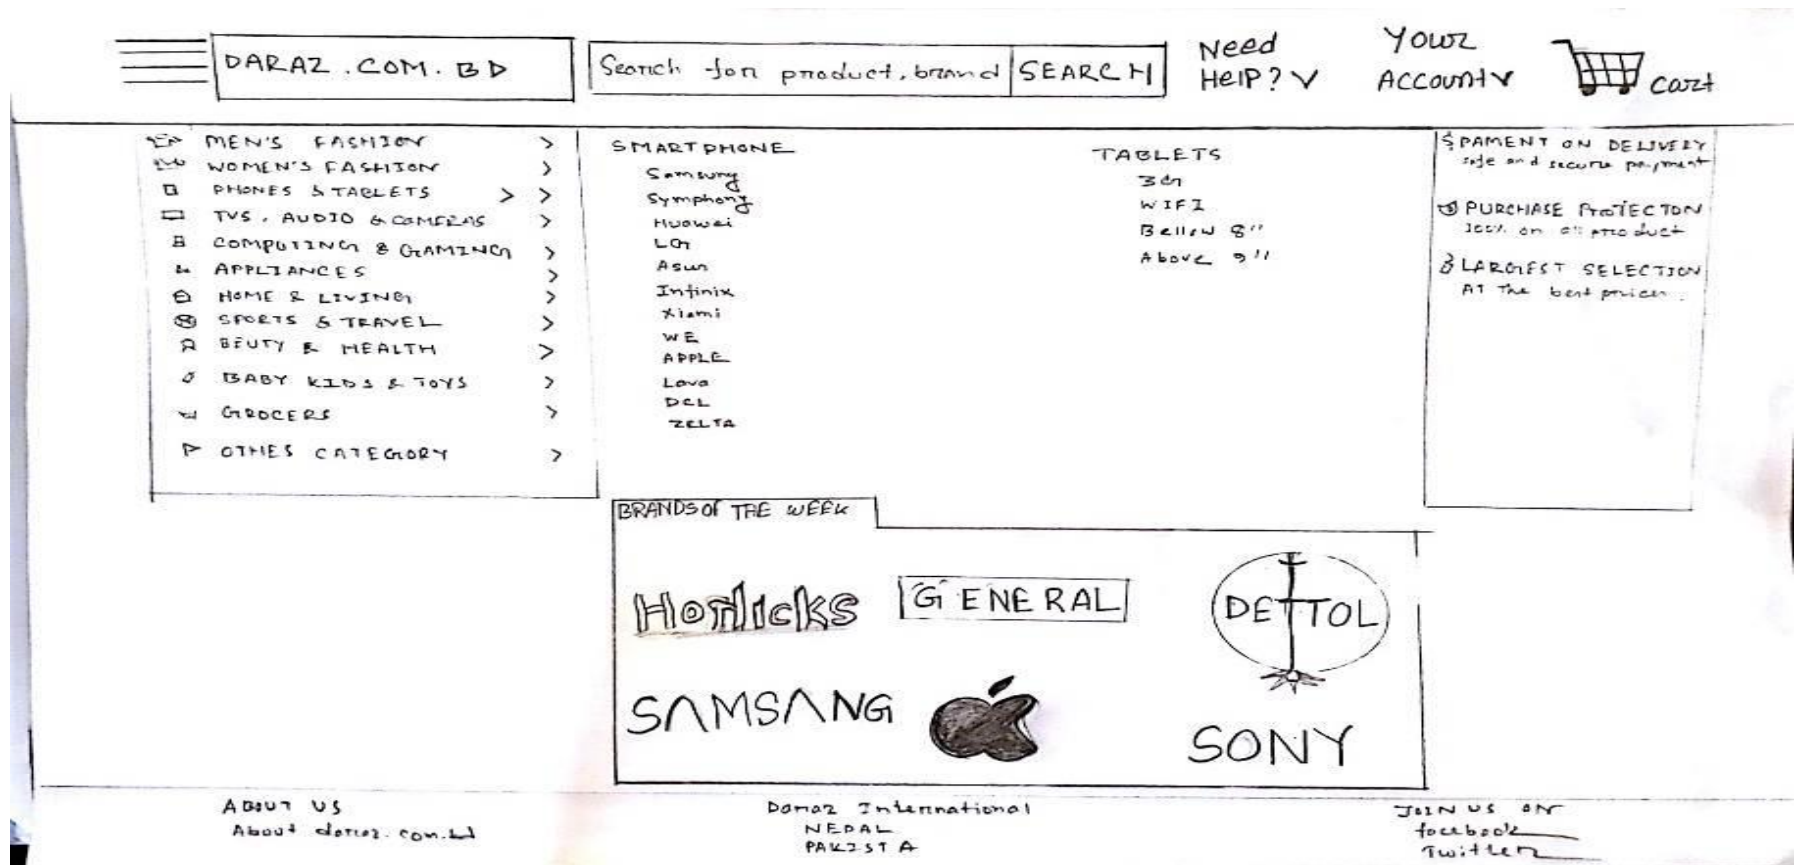 DARAZ.COM.BD
Search for product, brand
SEARCH
Need
HelP?
Your
Account
Cart
MEN'S FASHION
WOMEN'S FASHION
PHONES & TABLETS
TVS, AUDIO & CAMERAS
COMPUTING & GAMING
APPLIANCES
HOME & LIVING
SPORTS & TRAVEL
BEUTY & HEALTH
BABY KIDS & TOYS
GROCERS
OTHES CATEGORY
SMARTPHONE
Samsung
Symphony
Huawei
LG
Asus
Infinix
Xiami
WE
APPLE
Lava
DCL
ZELTA
TABLETS
3G
WIFI
Bellow 8"
Above 9"
$ PAMENT ON DELIVERY
safe and secure payment
PURCHASE PROTECTON
100% on all product
LARGEST SELECTION
AT The best prices.
BRANDS OF THE WEEK
Horlicks
GENERAL
DETTOL
SAMSANG
SONY
ABOUT US
About daraz.com.bd
Daraz International
NEPAL
PAKISTA
JOIN US ON
facebook
Twitter